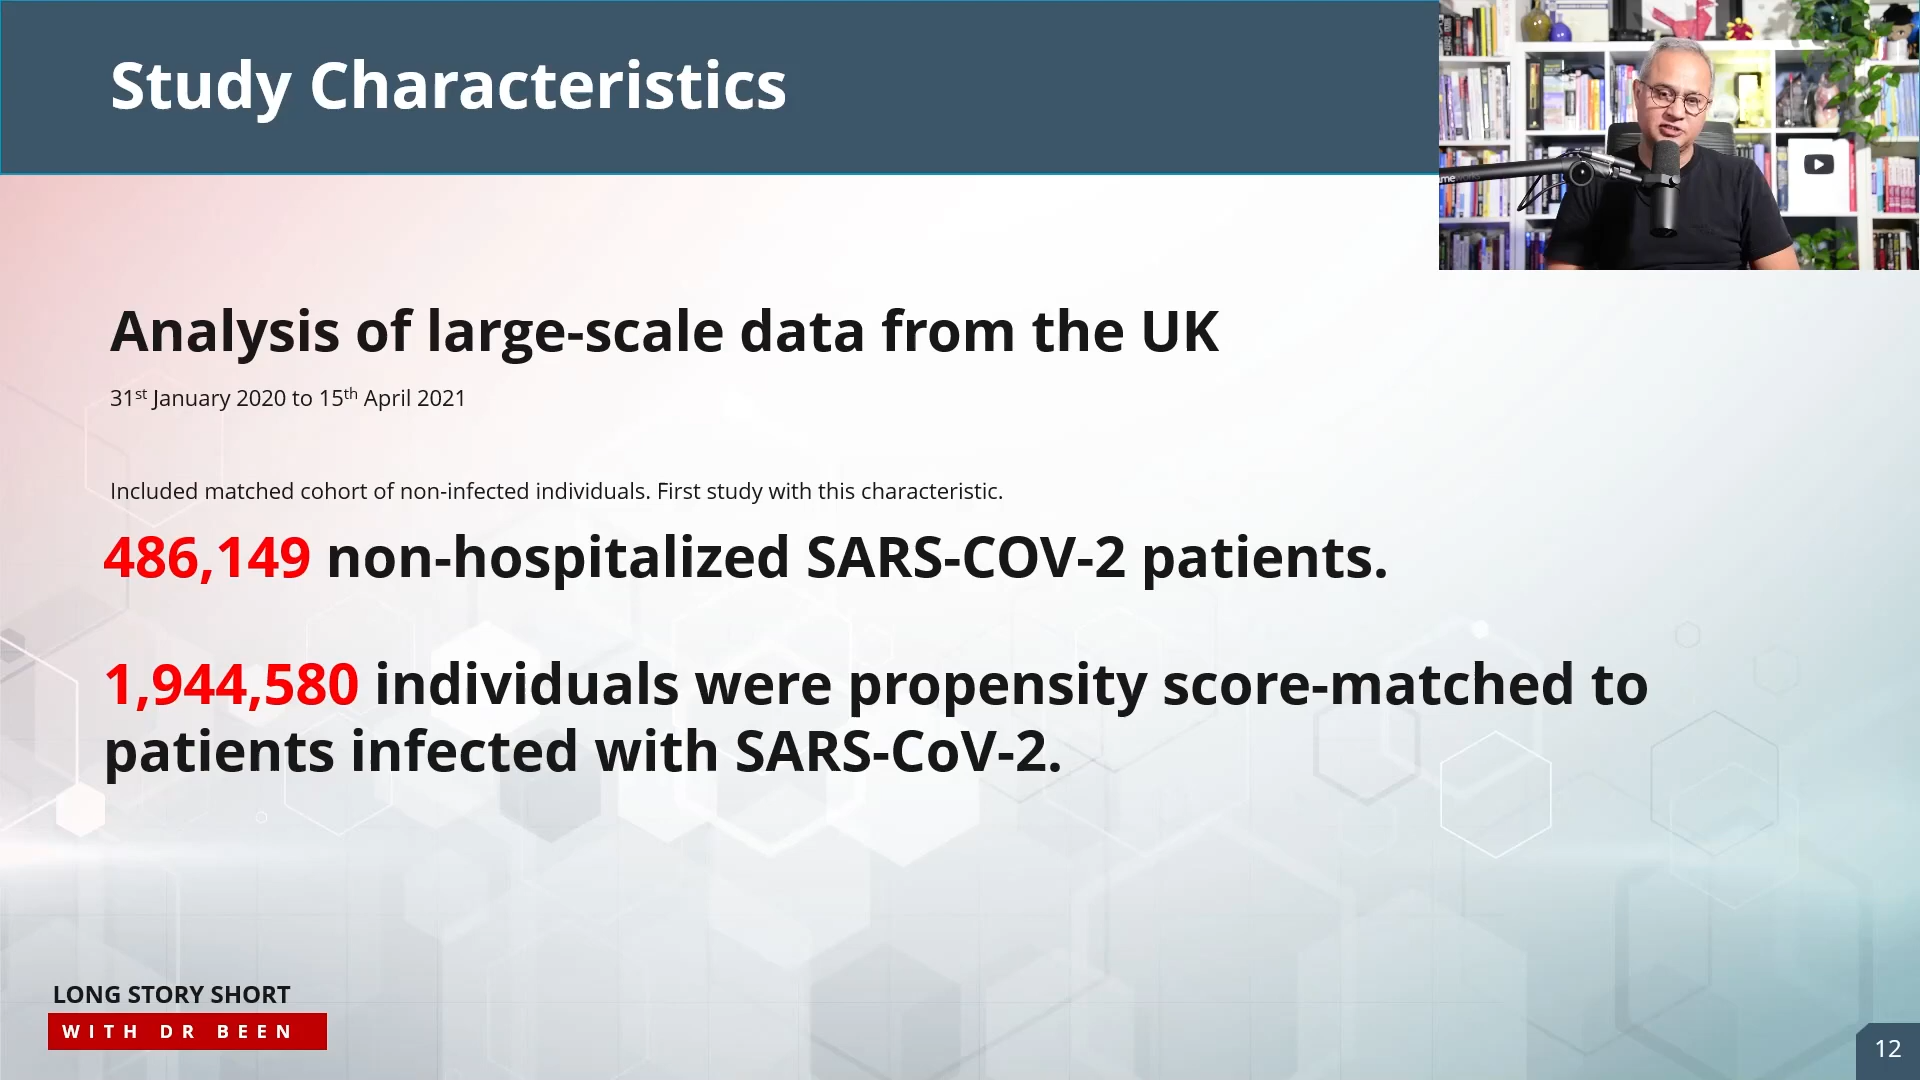 Study Characteristics
Analysis of large-scale data from the UK
31st January 2020 to 15th April 2021
Included matched cohort of non-infected individuals. First study with this characteristic.
486,149 non-hospitalized SARS-COV-2 patients.
1,944,580 individuals were propensity score-matched to
patients infected with SARS-CoV-2.
LONG STORY SHORT
WITH DR BEEN
12